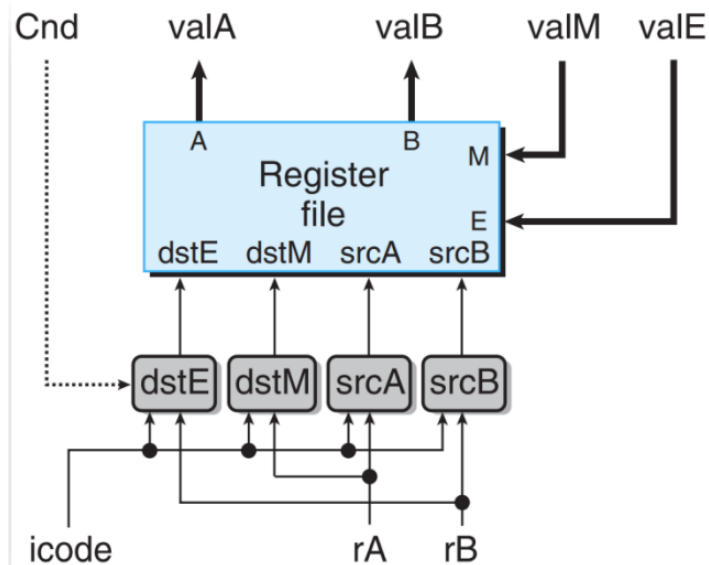 Cnd valA valB valM valE
A B
M
Register
file
E
dstE dstM srcA srcB
dstE dstM srcA srcB
icode rA rB